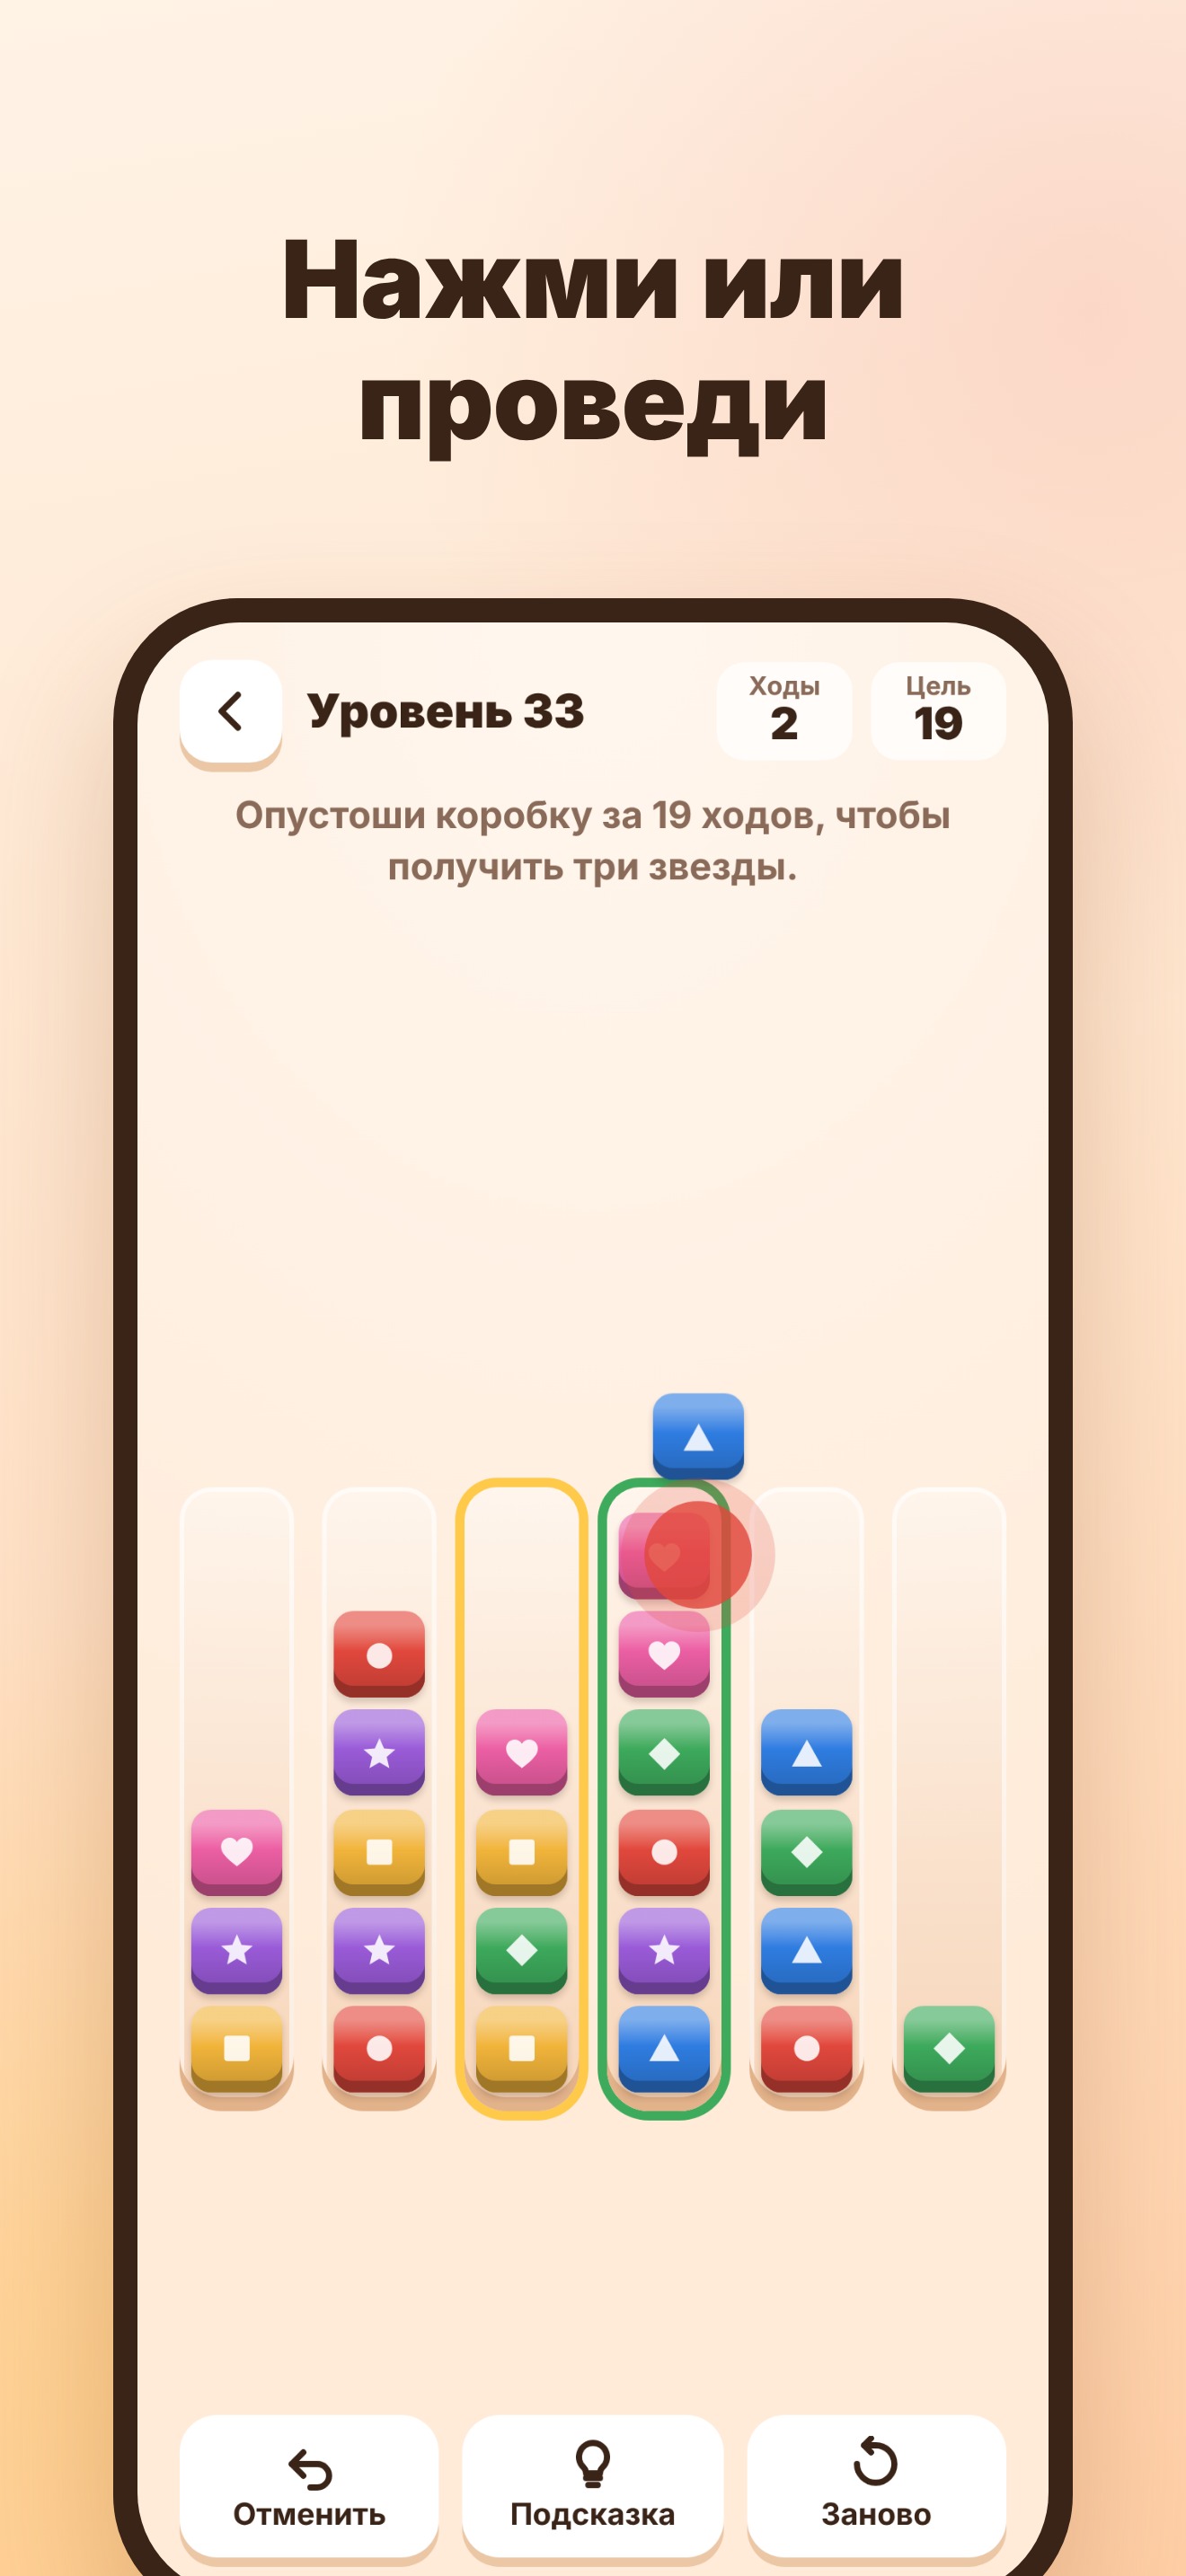 Нажми или
проведи
Уровень 33
Ходы
2
Цель
19
Опустоши коробку за 19 ходов, чтобы
получить три звезды.
Отменить
Подсказка
Заново